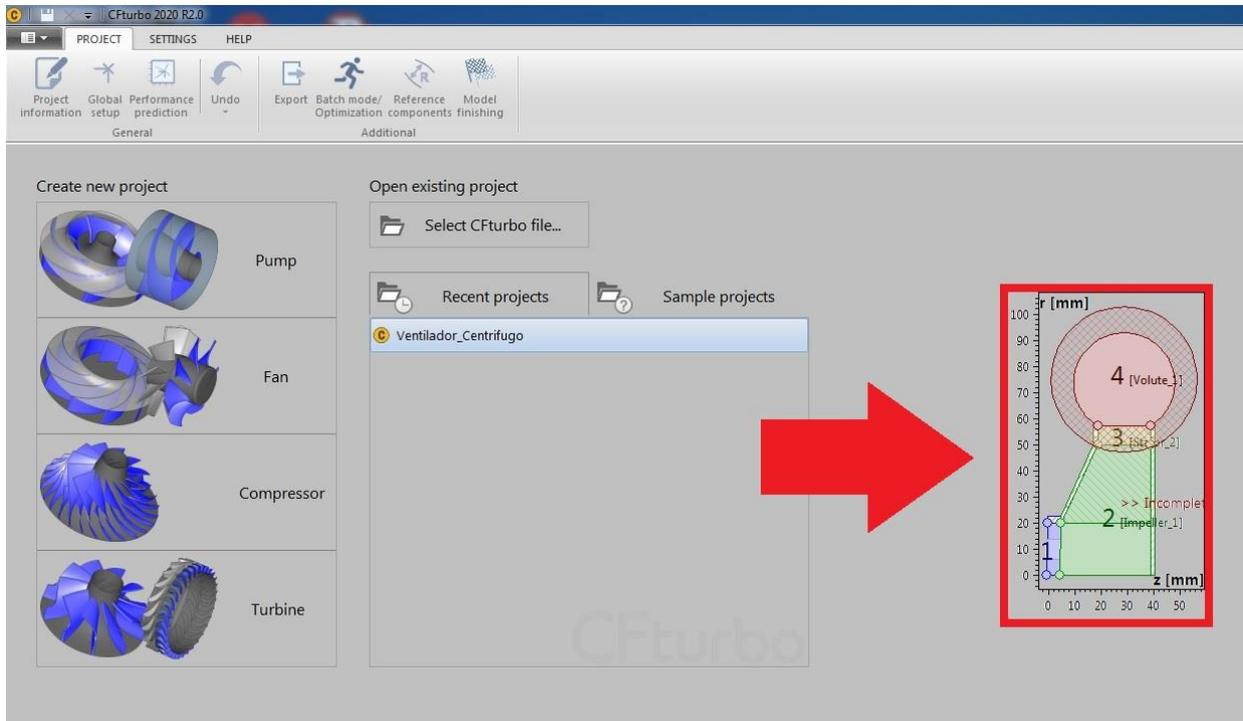 CFturbo 2020 R2.0
PROJECT SETTINGS HELP
Project information
Global setup
Performance prediction
Undo
Export
Batch mode/ Optimization
Reference components
Model finishing
General
Additional
Create new project
Pump
Fan
Compressor
Turbine
Open existing project
Select CFturbo file...
Recent projects
Sample projects
Ventilador_Centrifugo
CFturbo
r [mm]
100
90
80
70
60
50
40
30
20
10
0
4 [Volute_1]
3
>> Incomplet
2 [Impeller_1]
1
z [mm]
0 10 20 30 40 50